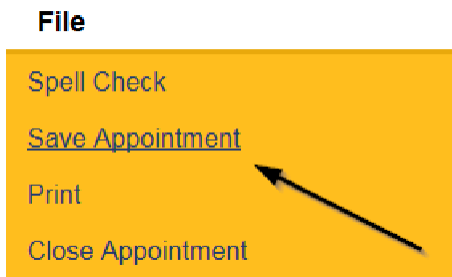 File
Spell Check
Save Appointment
Print
Close Appointment